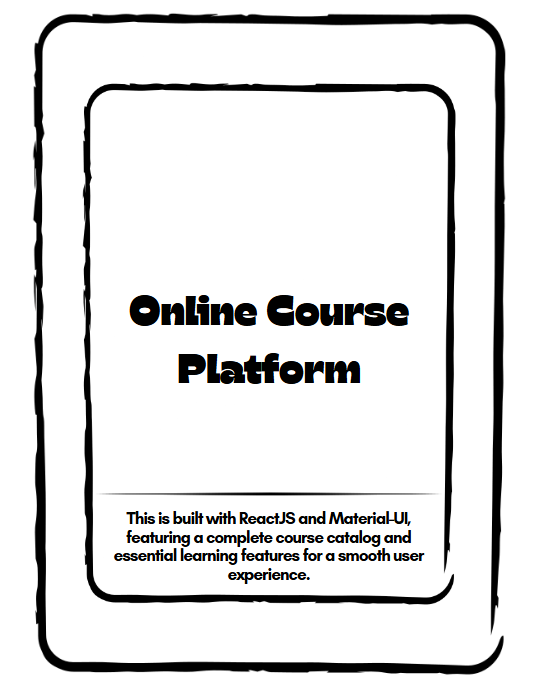 Online Course
Platform
This is built with ReactJS and Material-UI,
featuring a complete course catalog and
essential learning features for a smooth user
experience.